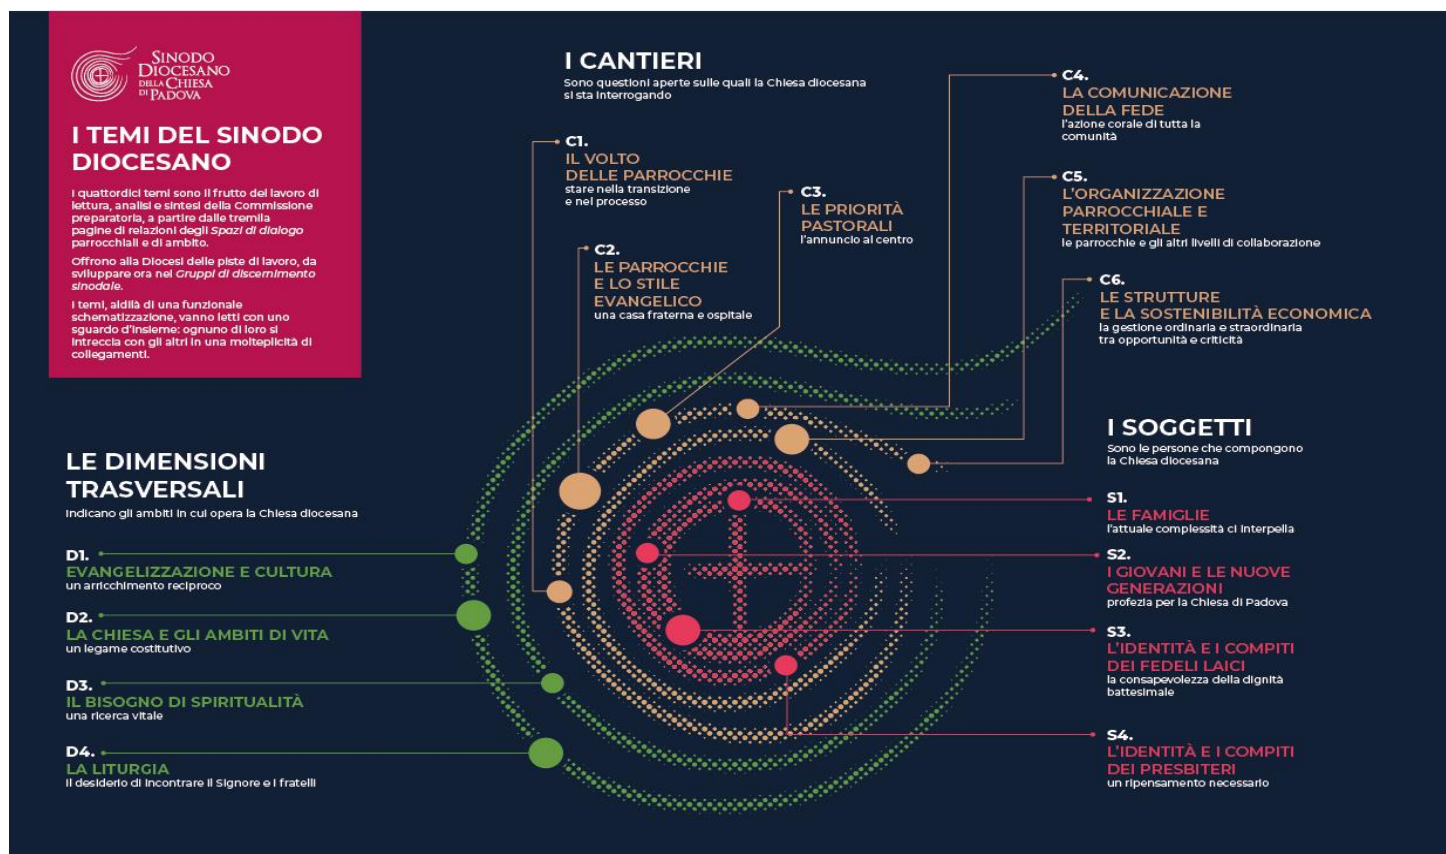 SINODO
DIOCESANO
DELLA CHIESA
DI PADOVA
I TEMI DEL SINODO
DIOCESANO
I quattordici temi sono il frutto del lavoro di
lettura, analisi e sintesi della Commissione
preparatoria, a partire dalle tremila
pagine di relazioni degli Spazi di dialogo
parrocchiali e di ambito.
Offrono alla Diocesi delle piste di lavoro, da
sviluppare ora nei Gruppi di discernimento
sinodale.
I temi, aldilà di una funzionale
schematizzazione, vanno letti con uno
sguardo d'insieme: ognuno di loro si
intreccia con gli altri in una molteplicità di
collegamenti.
I CANTIERI
Sono questioni aperte sulle quali la Chiesa diocesana
si sta interrogando
C1.
IL VOLTO
DELLE PARROCCHIE
stare nella transizione
e nel processo
C2.
LE PARROCCHIE
E LO STILE
EVANGELICO
una casa fraterna e ospitale
C3.
LE PRIORITÀ
PASTORALI
l'annuncio al centro
C4.
LA COMUNICAZIONE
DELLA FEDE
l'azione corale di tutta la
comunità
C5.
L'ORGANIZZAZIONE
PARROCCHIALE E
TERRITORIALE
le parrocchie e gli altri livelli di collaborazione
C6.
LE STRUTTURE
E LA SOSTENIBILITÀ ECONOMICA
la gestione ordinaria e straordinaria
tra opportunità e criticità
LE DIMENSIONI
TRASVERSALI
Indicano gli ambiti in cui opera la Chiesa diocesana
D1.
EVANGELIZZAZIONE E CULTURA
un arricchimento reciproco
D2.
LA CHIESA E GLI AMBITI DI VITA
un legame costitutivo
D3.
IL BISOGNO DI SPIRITUALITÀ
una ricerca vitale
D4.
LA LITURGIA
il desiderio di incontrare il Signore e i fratelli
I SOGGETTI
Sono le persone che compongono
la Chiesa diocesana
S1.
LE FAMIGLIE
l'attuale complessità ci interpella
S2.
I GIOVANI E LE NUOVE
GENERAZIONI
profezia per la Chiesa di Padova
S3.
L'IDENTITÀ E I COMPITI
DEI FEDELI LAICI
la consapevolezza della dignità
battesimale
S4.
L'IDENTITÀ E I COMPITI
DEI PRESBITERI
un ripensamento necessario